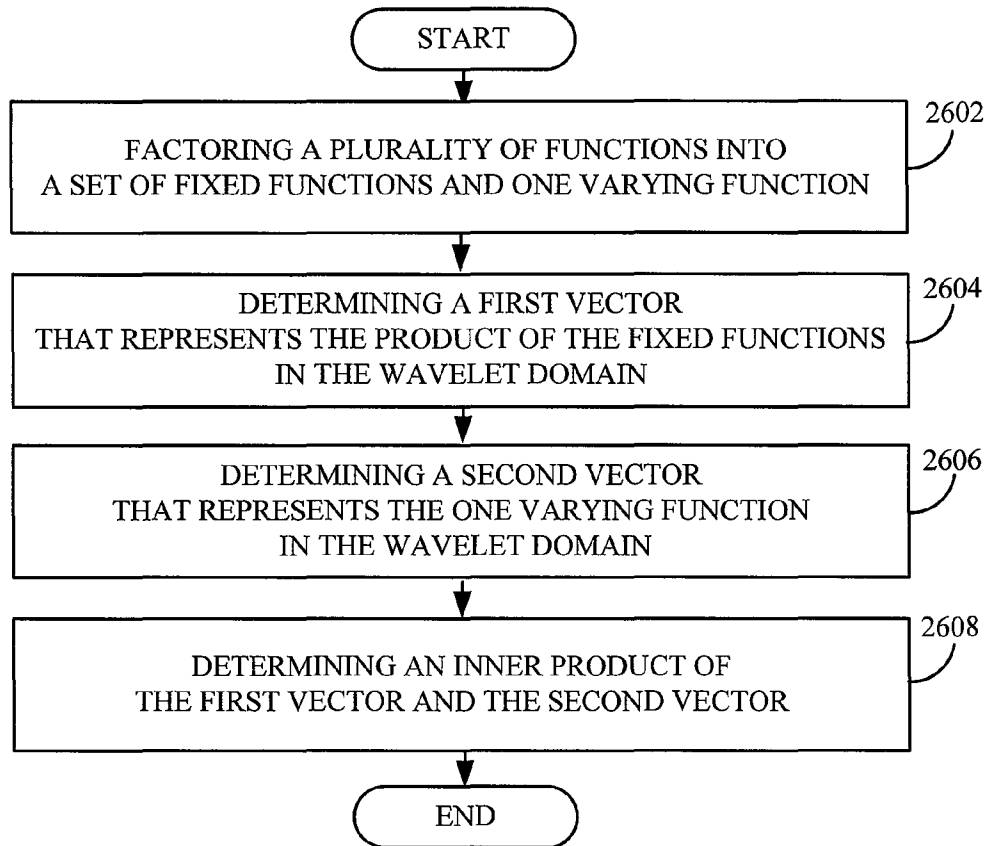 START
2602
FACTORING A PLURALITY OF FUNCTIONS INTO
A SET OF FIXED FUNCTIONS AND ONE VARYING FUNCTION
2604
DETERMINING A FIRST VECTOR
THAT REPRESENTS THE PRODUCT OF THE FIXED FUNCTIONS
IN THE WAVELET DOMAIN
2606
DETERMINING A SECOND VECTOR
THAT REPRESENTS THE ONE VARYING FUNCTION
IN THE WAVELET DOMAIN
2608
DETERMINING AN INNER PRODUCT OF
THE FIRST VECTOR AND THE SECOND VECTOR
END